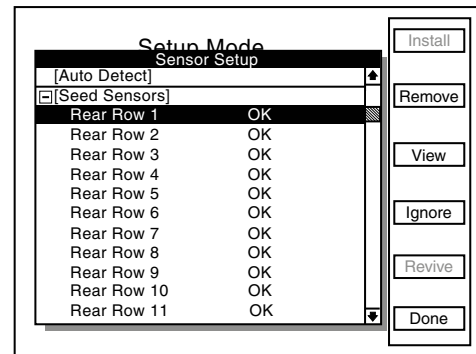 Setup Mode
Sensor Setup
[Auto Detect]
[Seed Sensors]
Rear Row 1 OK
Rear Row 2 OK
Rear Row 3 OK
Rear Row 4 OK
Rear Row 5 OK
Rear Row 6 OK
Rear Row 7 OK
Rear Row 8 OK
Rear Row 9 OK
Rear Row 10 OK
Rear Row 11 OK
Install
Remove
View
Ignore
Revive
Done